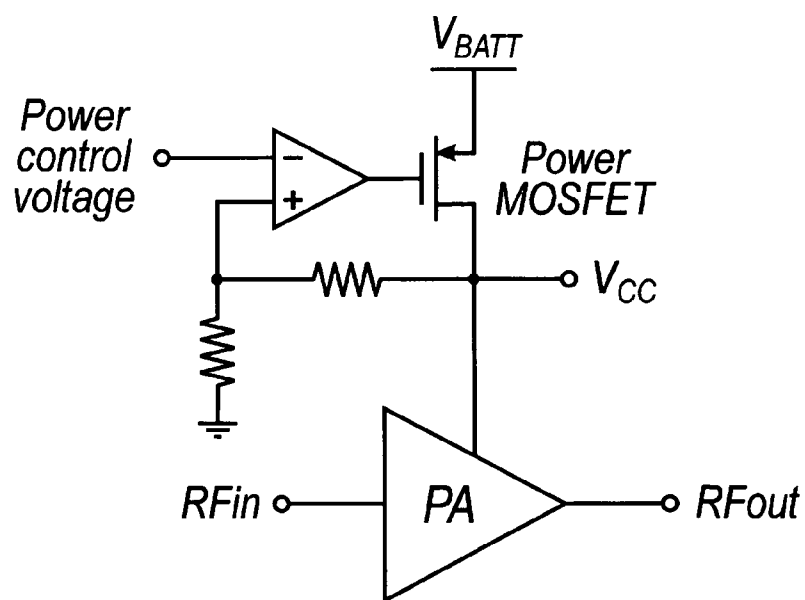 V_BATT
Power
control
voltage
−
+
Power
MOSFET
V_CC
RFin
PA
RFout